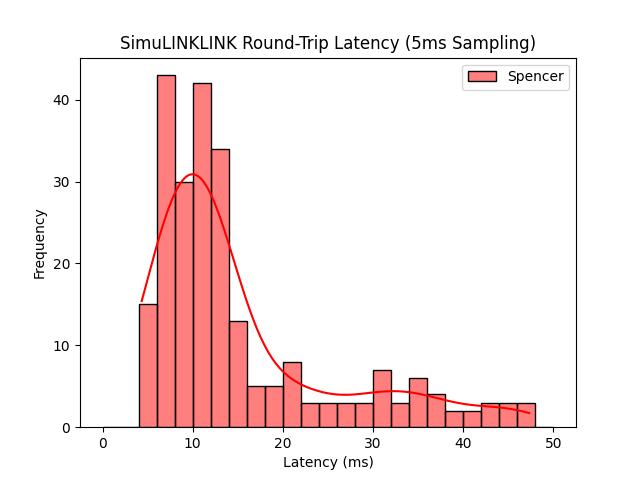 SimuLINKLINK Round-Trip Latency (5ms Sampling)
Spencer
Frequency
40
30
20
10
0
0 10 20 30 40 50
Latency (ms)